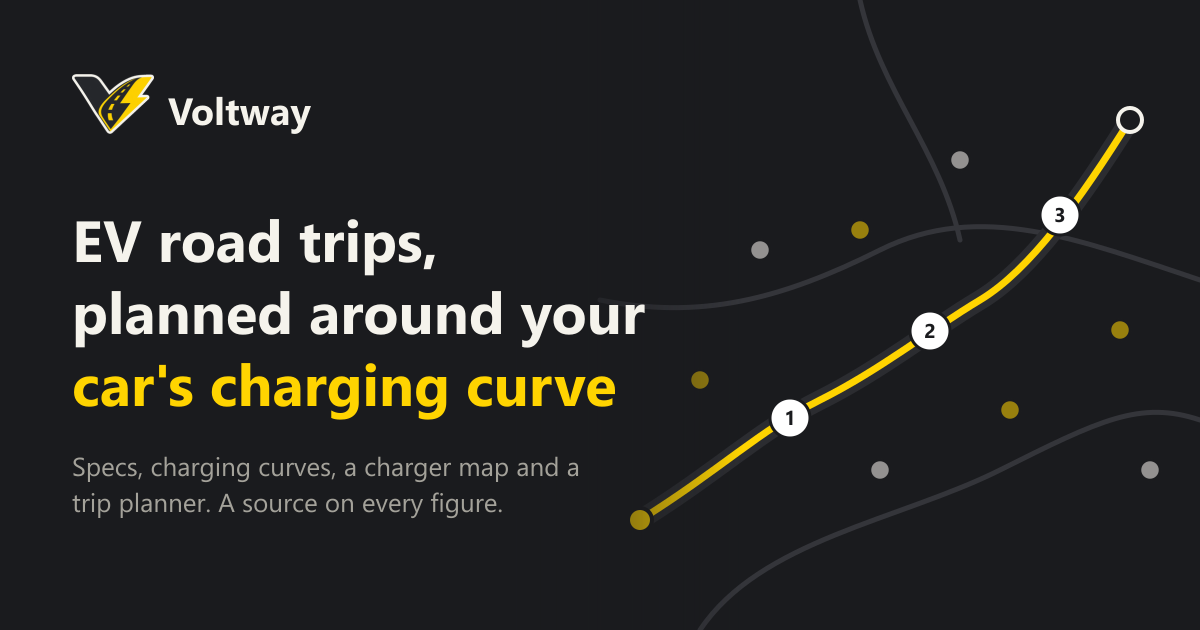 Voltway
EV road trips,
planned around your
car's charging curve
Specs, charging curves, a charger map and a
trip planner. A source on every figure.
3
2
1